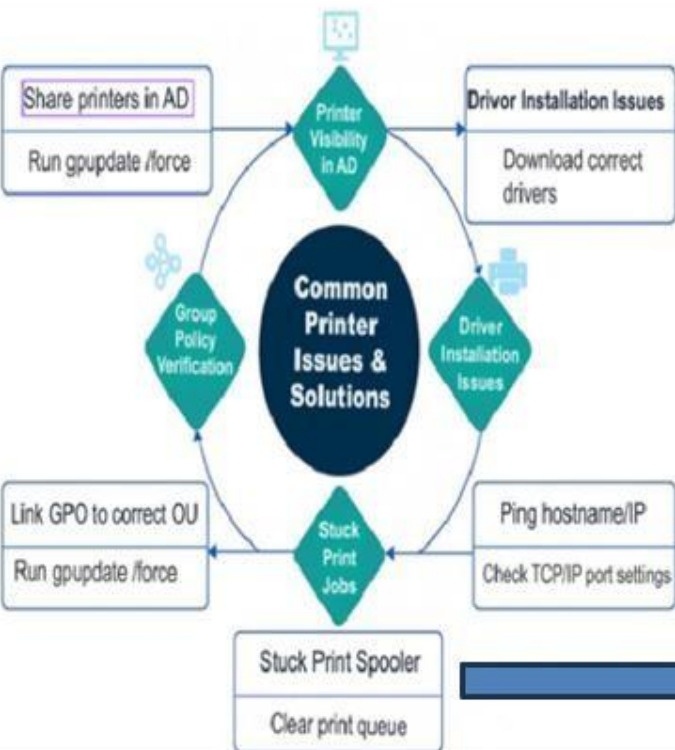 Share printers in AD
Run gpupdate /force
Printer
Visibility
in AD
Drivor Installation Issues
Download correct
drivers
Group
Policy
Verification
Common
Printer
Issues &
Solutions
Driver
Installation
Issues
Link GPO to correct OU
Run gpupdate /force
Stuck
Print
Jobs
Ping hostname/IP
Check TCP/IP port settings
Stuck Print Spooler
Clear print queue